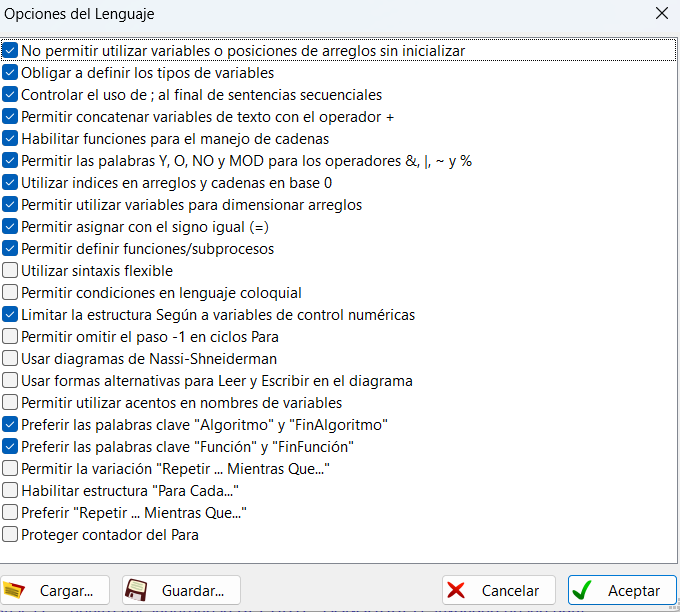 Opciones del Lenguaje
No permitir utilizar variables o posiciones de arreglos sin inicializar
Obligar a definir los tipos de variables
Controlar el uso de ; al final de sentencias secuenciales
Permitir concatenar variables de texto con el operador +
Habilitar funciones para el manejo de cadenas
Permitir las palabras Y, O, NO y MOD para los operadores &, |, ~ y %
Utilizar indices en arreglos y cadenas en base 0
Permitir utilizar variables para dimensionar arreglos
Permitir asignar con el signo igual (=)
Permitir definir funciones/subprocesos
Utilizar sintaxis flexible
Permitir condiciones en lenguaje coloquial
Limitar la estructura Según a variables de control numéricas
Permitir omitir el paso -1 en ciclos Para
Usar diagramas de Nassi-Shneiderman
Usar formas alternativas para Leer y Escribir en el diagrama
Permitir utilizar acentos en nombres de variables
Preferir las palabras clave "Algoritmo" y "FinAlgoritmo"
Preferir las palabras clave "Función" y "FinFunción"
Permitir la variación "Repetir ... Mientras Que..."
Habilitar estructura "Para Cada..."
Preferir "Repetir ... Mientras Que..."
Proteger contador del Para
Cargar... Guardar... Cancelar Aceptar